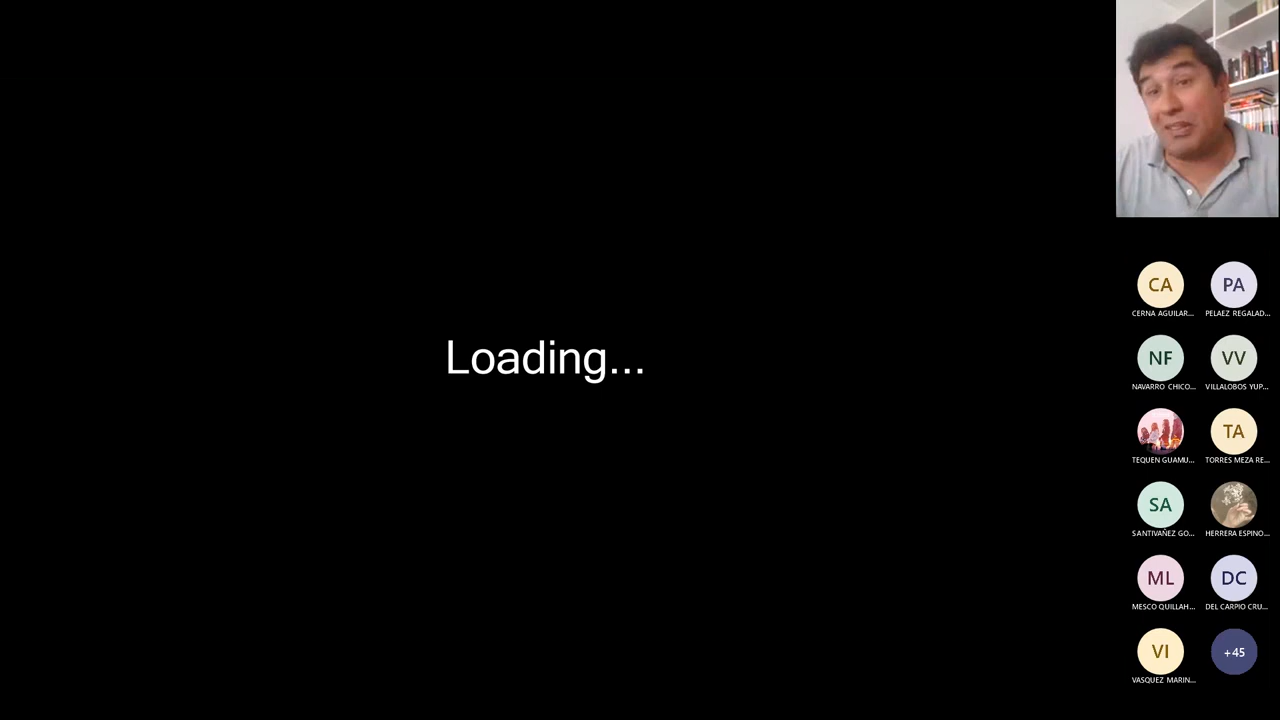 Loading...
CA
PA
CERNA AGUILAR...
PELAEZ REGALAD...
NF
VV
NAVARRO CHICO...
VILLALOBOS YUP...
TA
TEQUEN GUAMU...
TORRES MEZA RE...
SA
SANTIVAÑEZ GO...
HERRERA ESPINO...
ML
DC
MESCO QUILLAH...
DEL CARPIO CRU...
VI
+45
VASQUEZ MARIN...